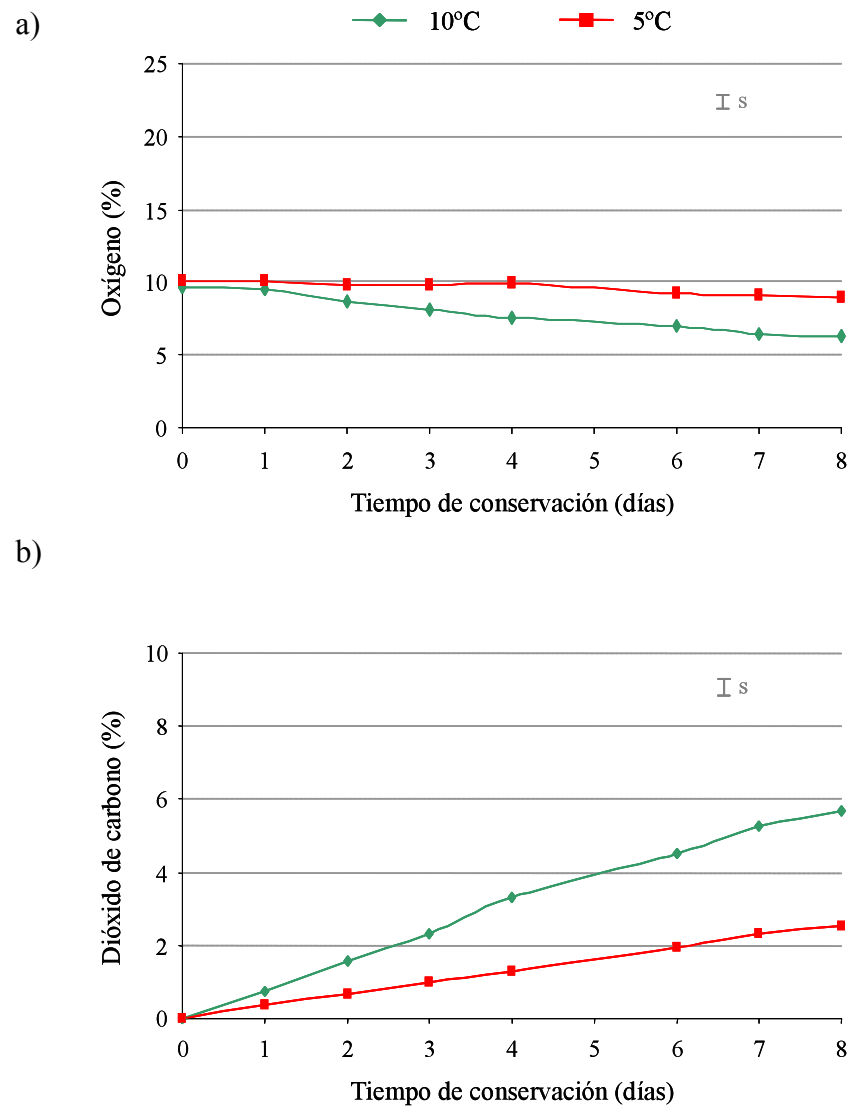 a)
10ºC 5ºC
25
20
15
10
5
0
s
Oxígeno (%)
0 1 2 3 4 5 6 7 8
Tiempo de conservación (días)
b)
10
8
6
4
2
0
s
Dióxido de carbono (%)
0 1 2 3 4 5 6 7 8
Tiempo de conservación (días)